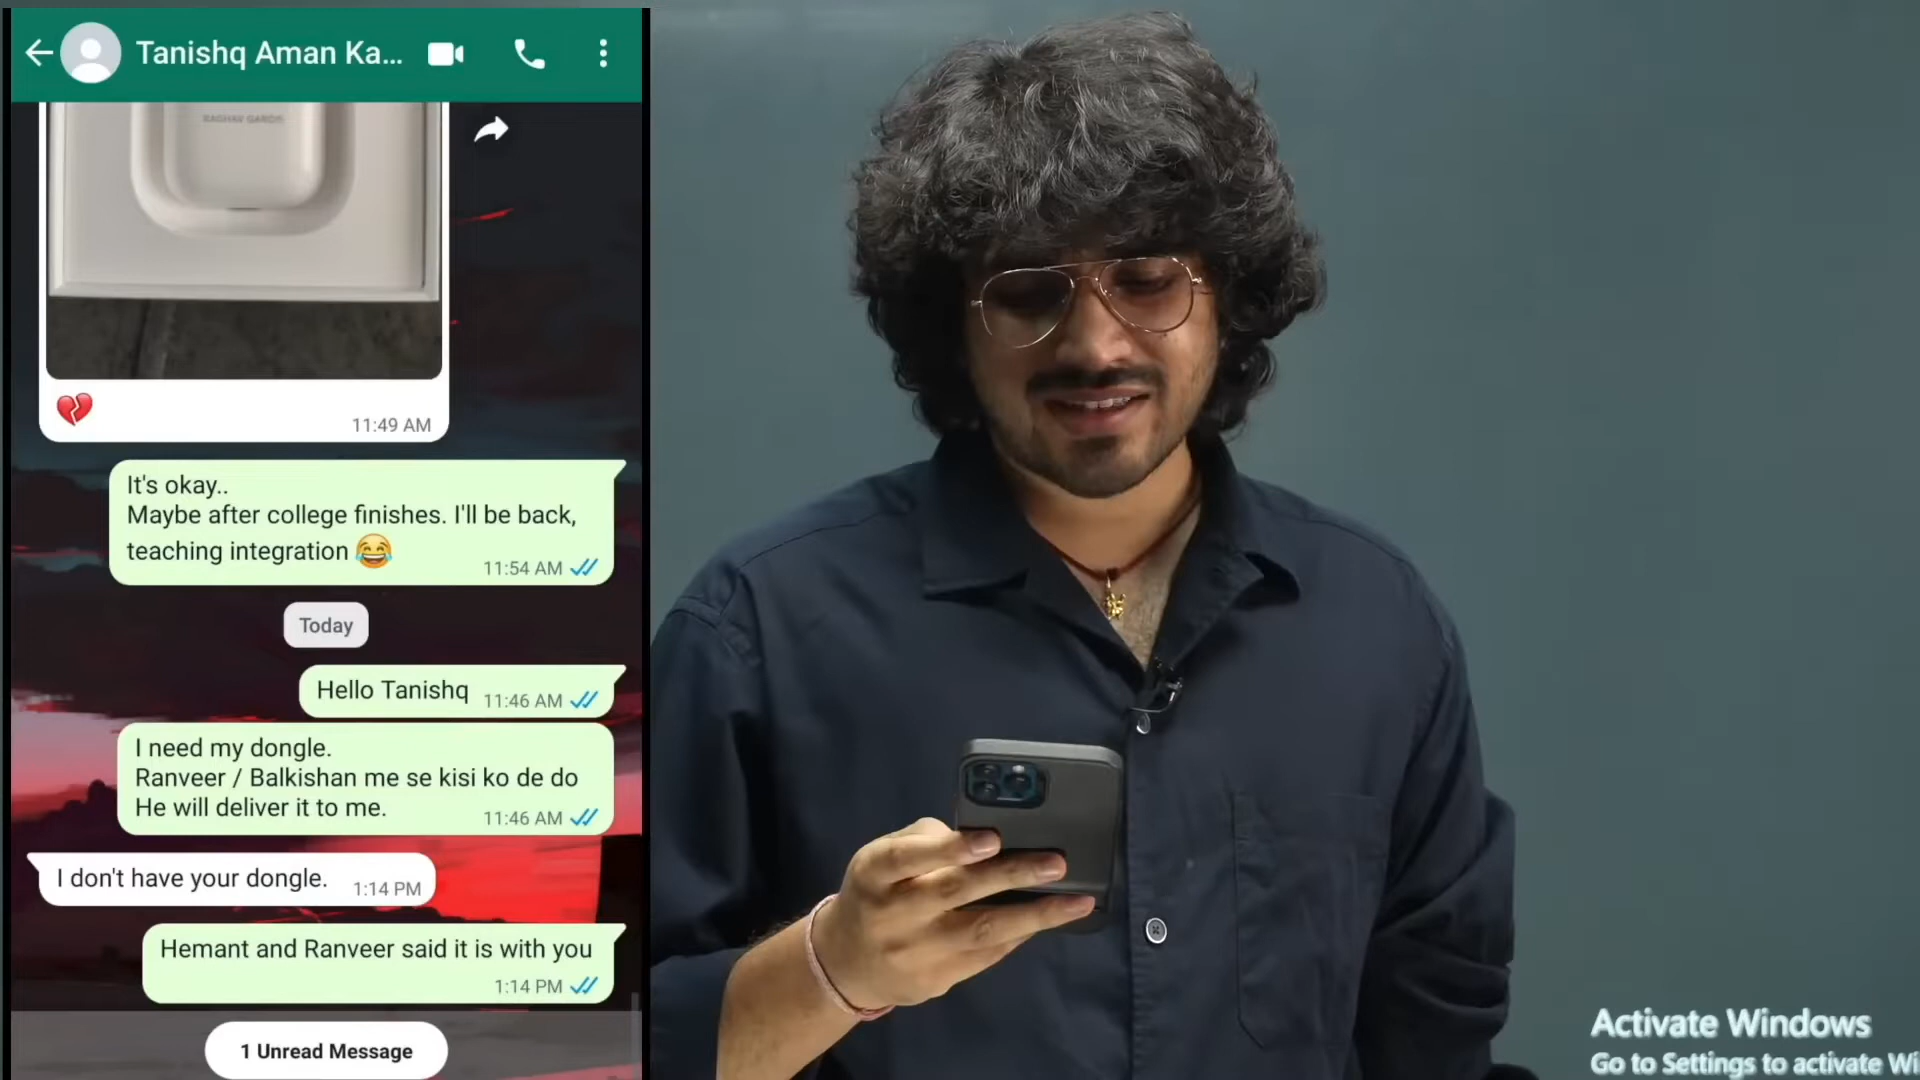 Tanishq Aman Ka...
RAGHAV GARG
💔
11:49 AM
It's okay..
Maybe after college finishes. I'll be back,
teaching integration 😂
11:54 AM
Today
Hello Tanishq 11:46 AM
I need my dongle.
Ranveer / Balkishan me se kisi ko de do
He will deliver it to me.
11:46 AM
I don't have your dongle. 1:14 PM
Hemant and Ranveer said it is with you
1:14 PM
1 Unread Message
Activate Windows
Go to Settings to activate Wi